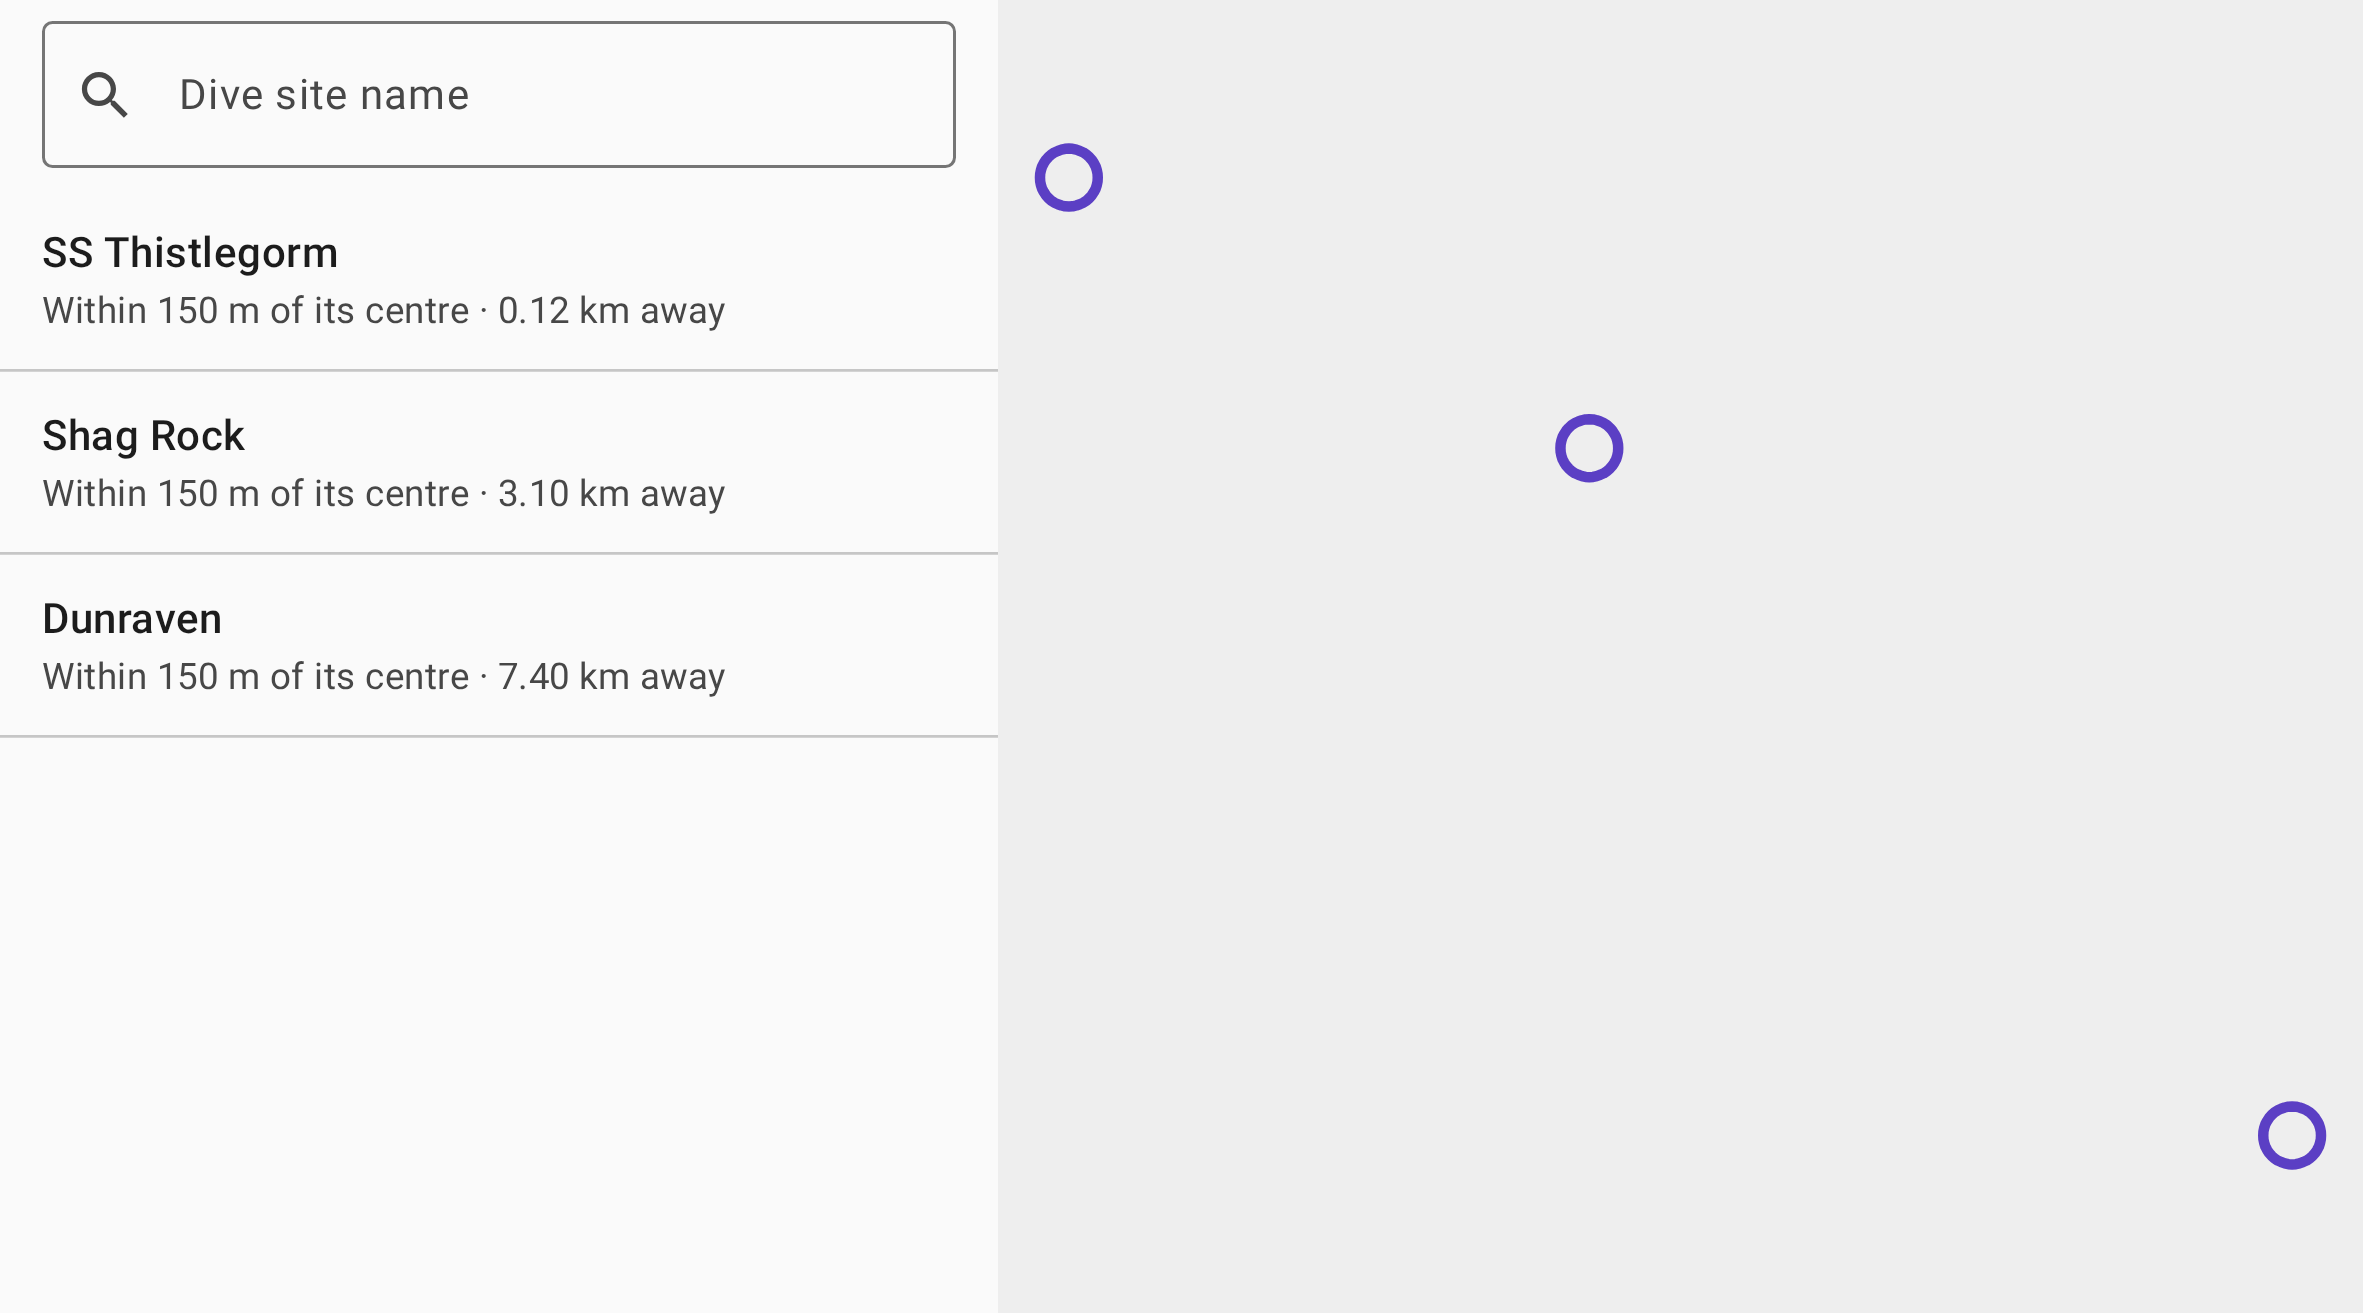 Dive site name
SS Thistlegorm
Within 150 m of its centre · 0.12 km away
Shag Rock
Within 150 m of its centre · 3.10 km away
Dunraven
Within 150 m of its centre · 7.40 km away